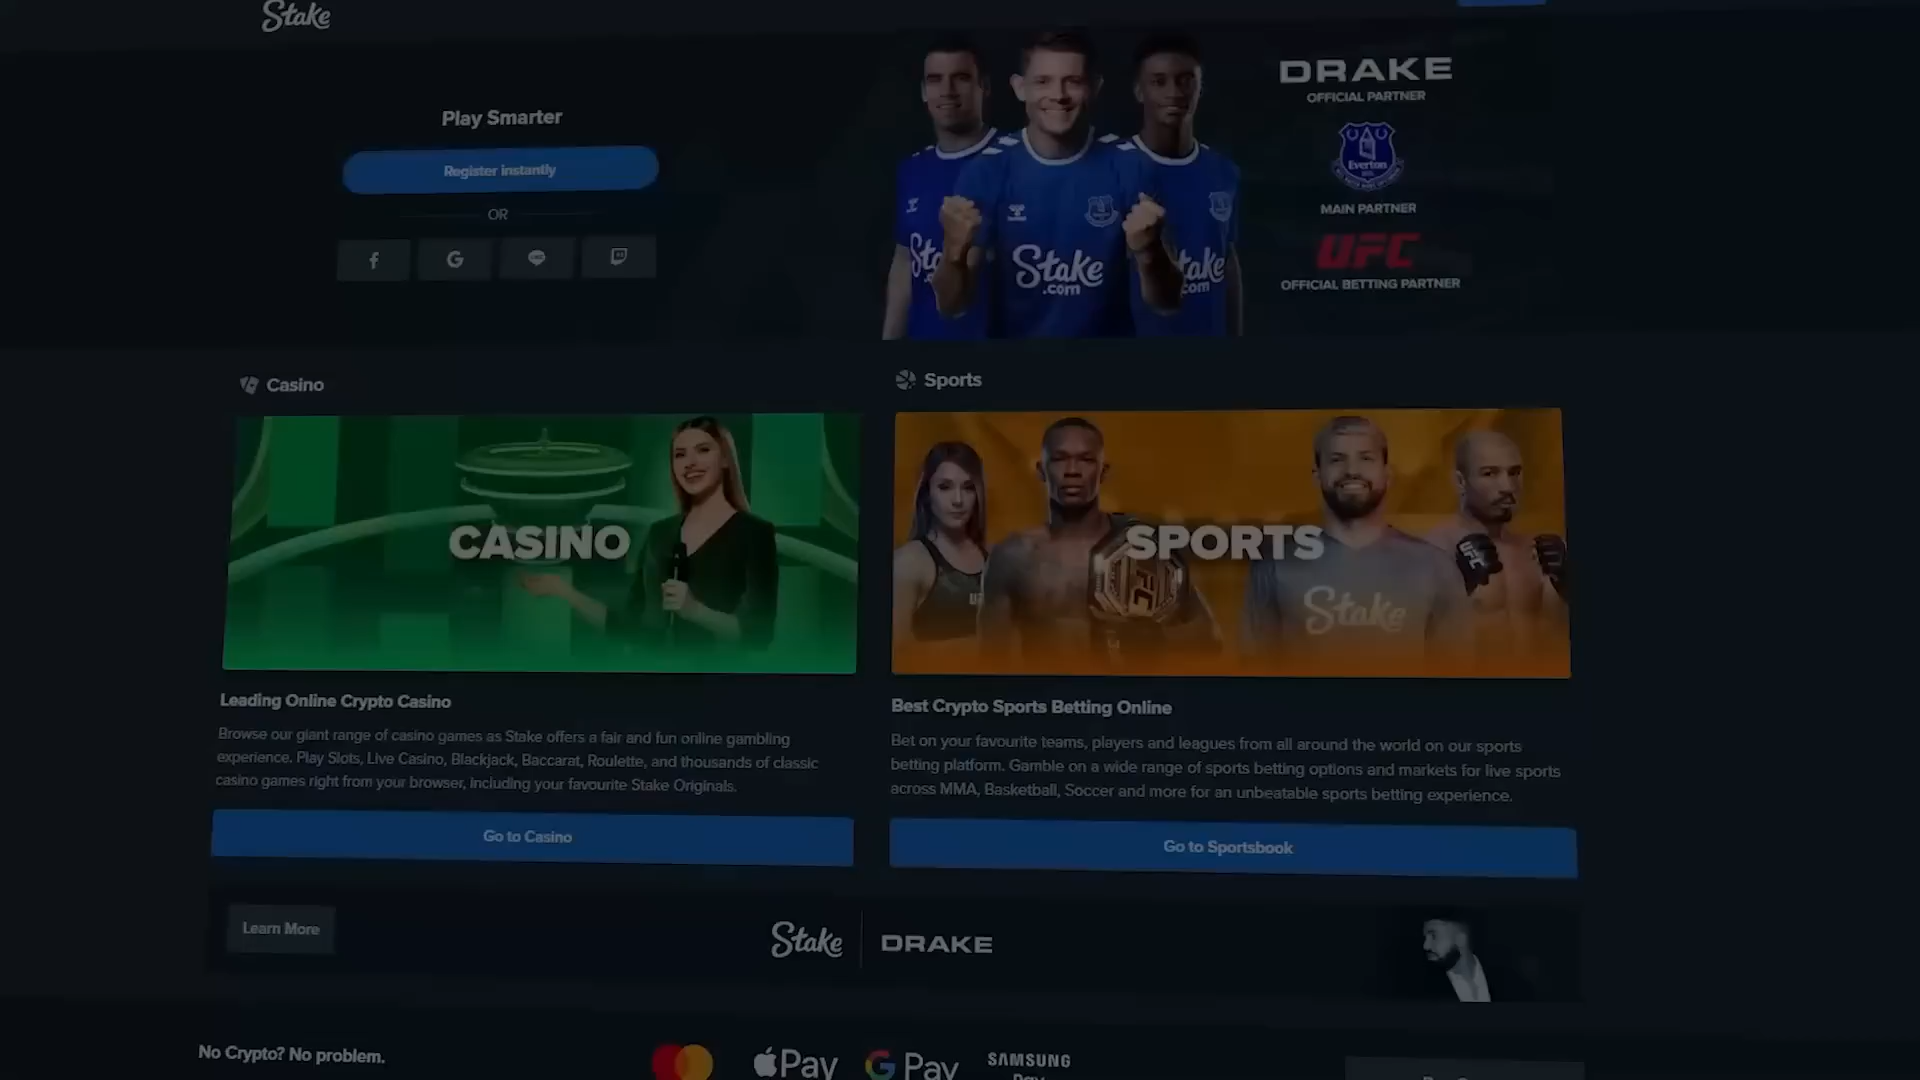 Stake
Play Smarter
Register instantly
OR
DRAKE
OFFICIAL PARTNER
Everton
MAIN PARTNER
UFC
OFFICIAL BETTING PARTNER
Stake
.com
Casino
CASINO
Sports
SPORTS
Stake
UFC
Leading Online Crypto Casino
Browse our giant range of casino games as Stake offers a fair and fun online gambling
experience. Play Slots, Live Casino, Blackjack, Baccarat, Roulette, and thousands of classic
casino games right from your browser, including your favourite Stake Originals.
Go to Casino
Best Crypto Sports Betting Online
Bet on your favourite teams, players and leagues from all around the world on our sports
betting platform. Gamble on a wide range of sports betting options and markets for live sports
across MMA, Basketball, Soccer and more for an unbeatable sports betting experience.
Go to Sportsbook
Learn More
Stake
DRAKE
No Crypto? No problem.
Pay
G Pay
SAMSUNG